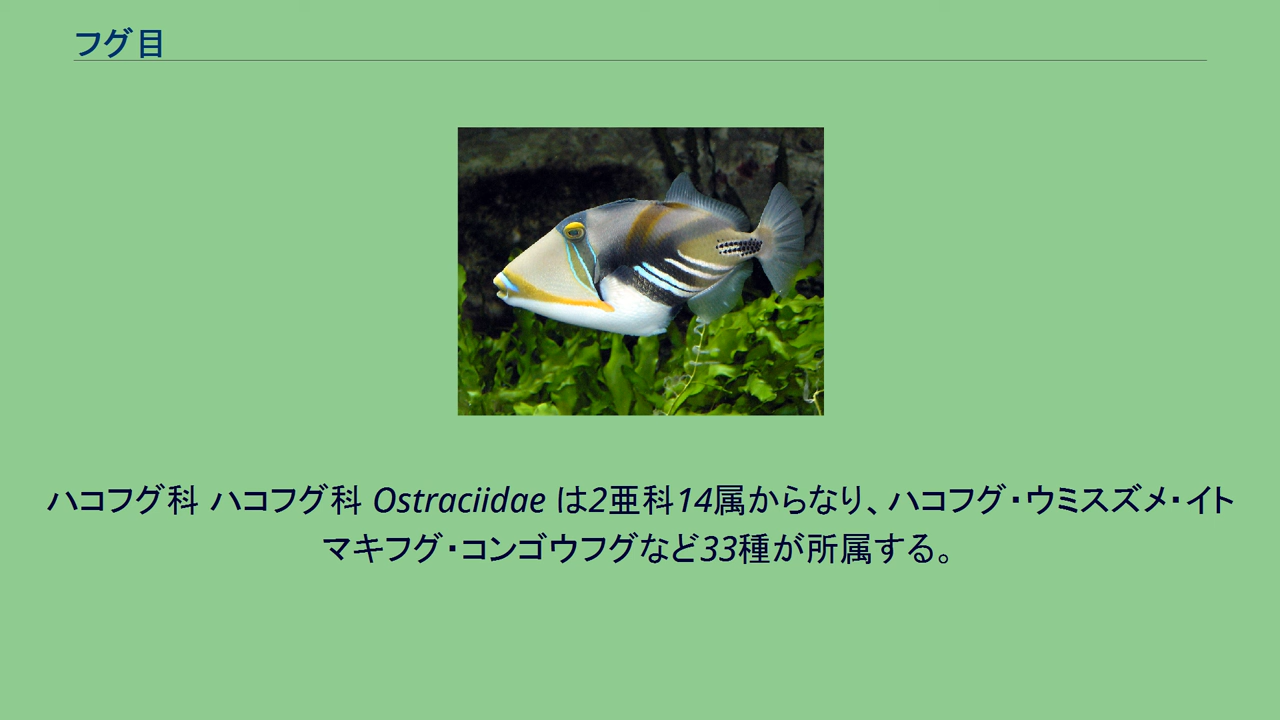 フグ目
ハコフグ科 ハコフグ科 Ostraciidae は2亜科14属からなり、ハコフグ・ウミスズメ・イト
マキフグ・コンゴウフグなど33種が所属する。